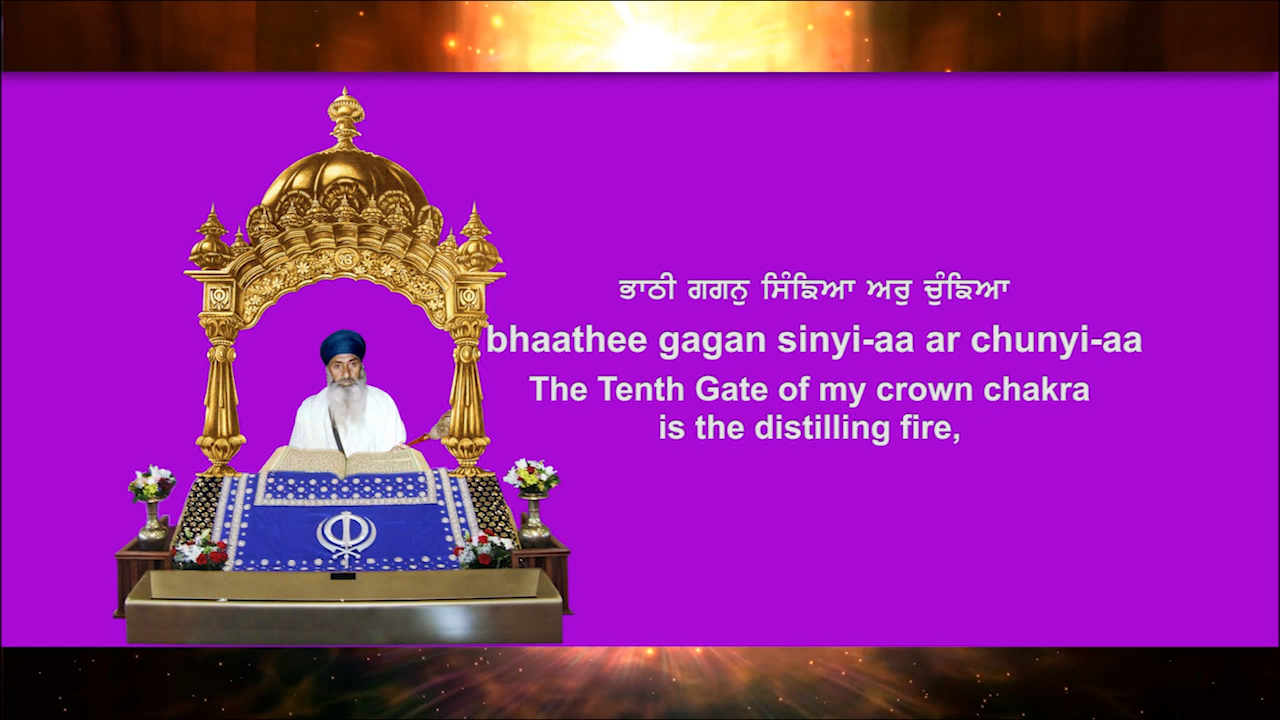 ਭਾਠੀ ਗਗਨੁ ਸਿੰਙਿਆ ਅਰੁ ਚੁੰਙਿਆ
bhaathee gagan sinyi-aa ar chunyi-aa
The Tenth Gate of my crown chakra
is the distilling fire,